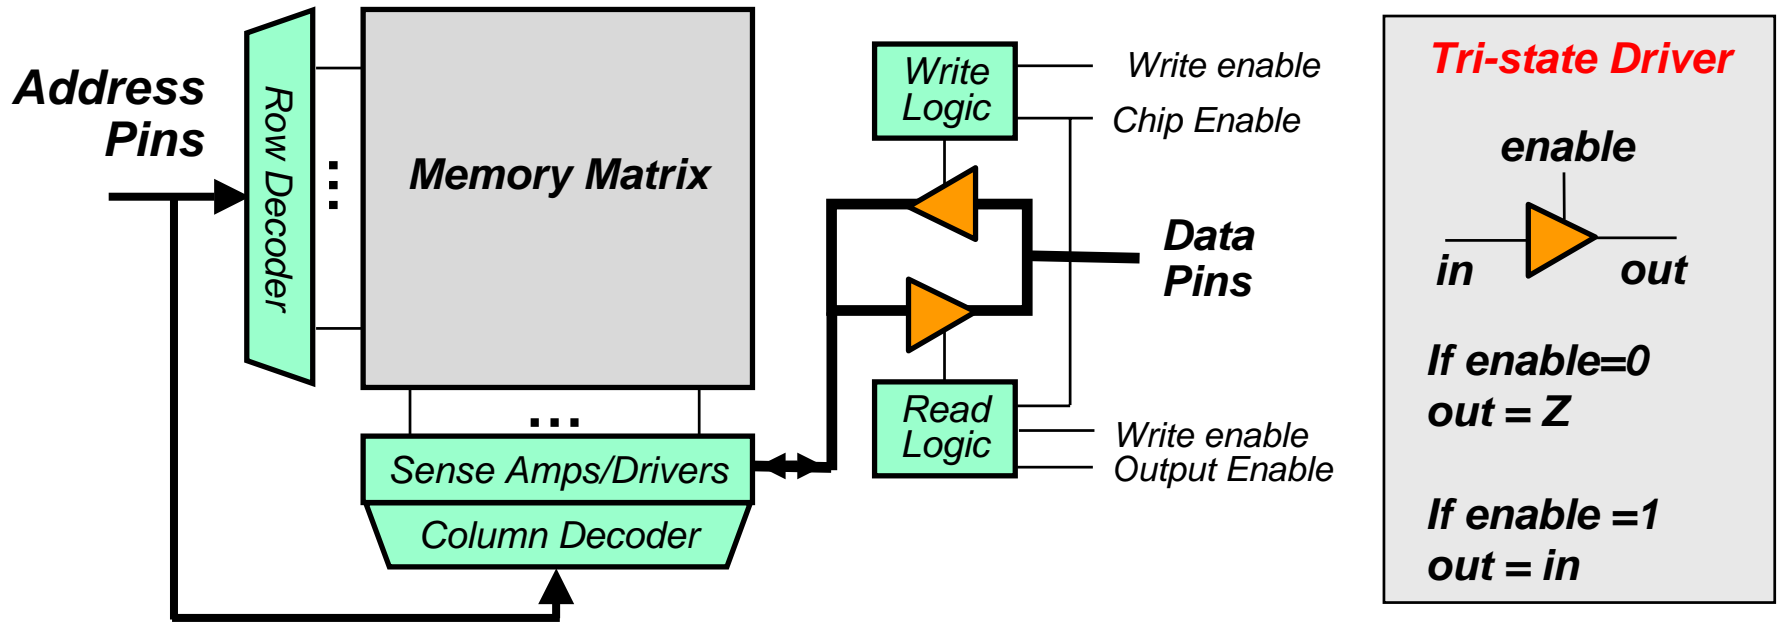 Address
Pins
Row Decoder
Memory Matrix
Sense Amps/Drivers
Column Decoder
Write
Logic
Write enable
Chip Enable
Data
Pins
Read
Logic
Write enable
Output Enable
Tri-state Driver
enable
in
out
If enable=0
out = Z
If enable =1
out = in